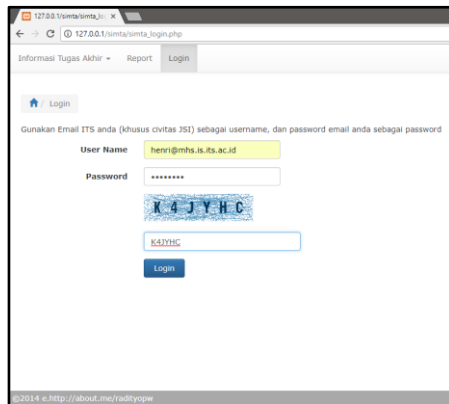 127.0.0.1/simta/simta_lo
127.0.0.1/simta/simta_login.php
Informasi Tugas Akhir Report Login
/ Login
Gunakan Email ITS anda (khusus civitas JSI) sebagai username, dan password email anda sebagai password
User Name henri@mhs.is.its.ac.id
Password ••••••••
K4JYHC
K4JYHC
Login
©2014 e.http://about.me/radityopw